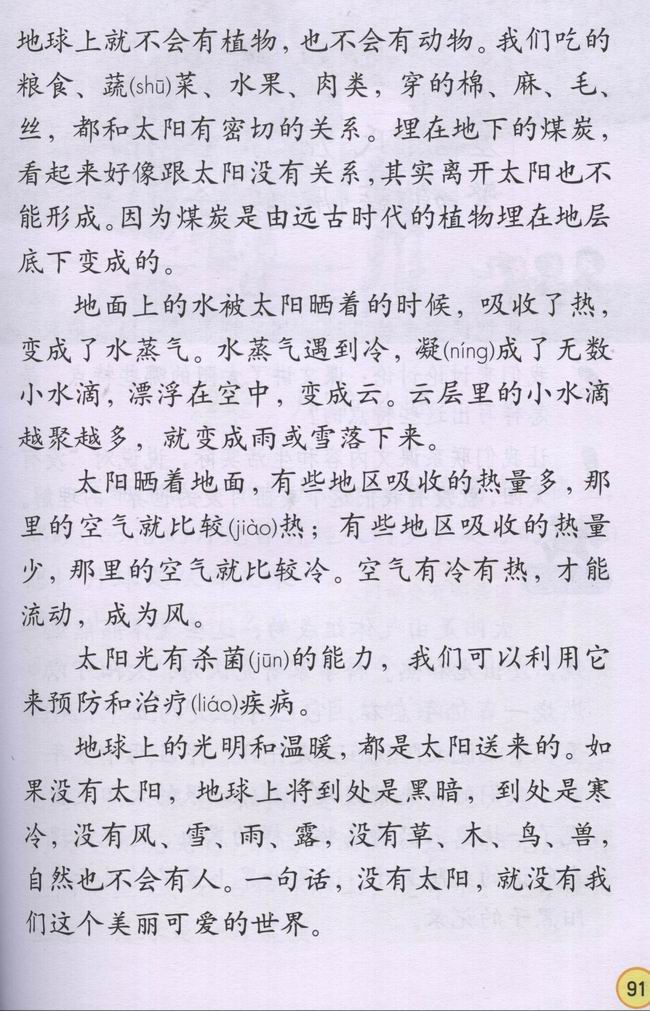 地球上就不会有植物，也不会有动物。我们吃的
粮食、蔬(shū)菜、水果、肉类，穿的棉、麻、毛、
丝，都和太阳有密切的关系。埋在地下的煤炭，
看起来好像跟太阳没有关系，其实离开太阳也不
能形成。因为煤炭是由远古时代的植物埋在地层
底下变成的。
地面上的水被太阳晒着的时候，吸收了热，
变成了水蒸气。水蒸气遇到冷，凝(níng)成了无数
小水滴，漂浮在空中，变成云。云层里的小水滴
越聚越多，就变成雨或雪落下来。
太阳晒着地面，有些地区吸收的热量多，那
里的空气就比较(jiào)热；有些地区吸收的热量
少，那里的空气就比较冷。空气有冷有热，才能
流动，成为风。
太阳光有杀菌(jūn)的能力，我们可以利用它
来预防和治疗(liáo)疾病。
地球上的光明和温暖，都是太阳送来的。如
果没有太阳，地球上将到处是黑暗，到处是寒
冷，没有风、雪、雨、露，没有草、木、鸟、兽，
自然也不会有人。一句话，没有太阳，就没有我
们这个美丽可爱的世界。
91